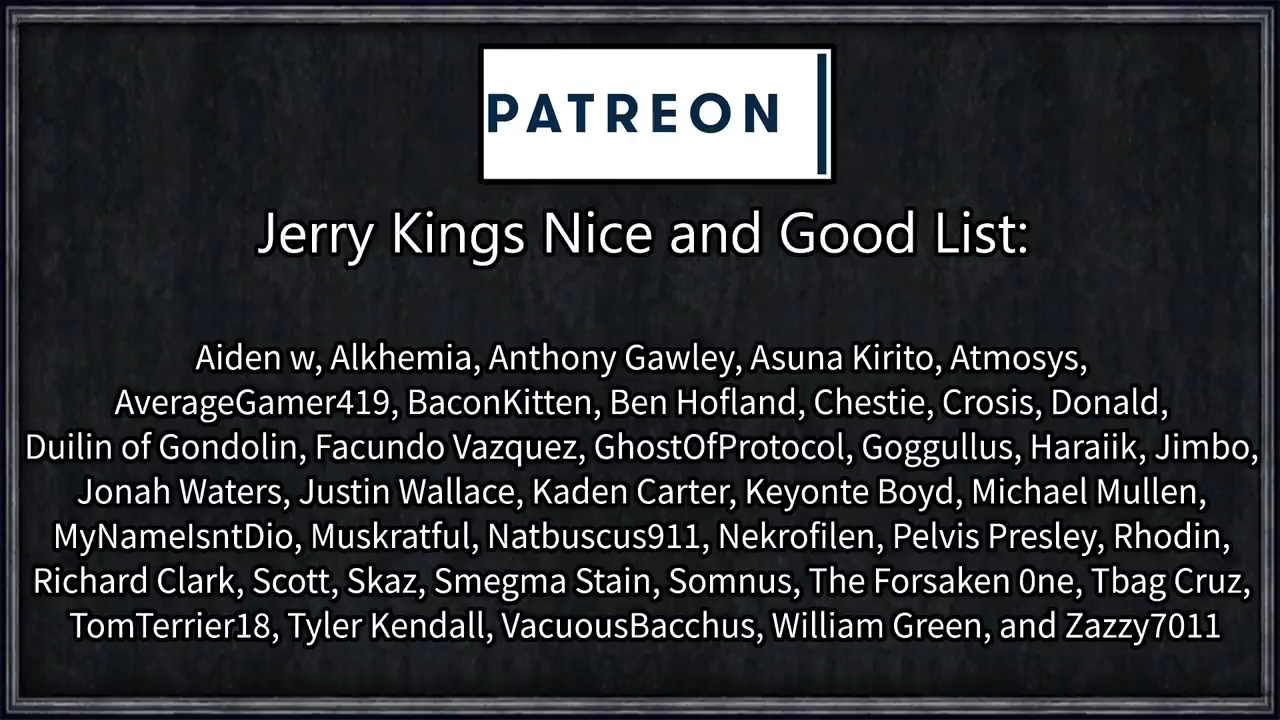 PATREON
Jerry Kings Nice and Good List:
Aiden w, Alkhemia, Anthony Gawley, Asuna Kirito, Atmosys,
AverageGamer419, BaconKitten, Ben Hofland, Chestie, Crosis, Donald,
Duilin of Gondolin, Facundo Vazquez, GhostOfProtocol, Goggullus, Haraiik, Jimbo,
Jonah Waters, Justin Wallace, Kaden Carter, Keyonte Boyd, Michael Mullen,
MyNameIsntDio, Muskratful, Natbuscus911, Nekrofilen, Pelvis Presley, Rhodin,
Richard Clark, Scott, Skaz, Smegma Stain, Somnus, The Forsaken 0ne, Tbag Cruz,
TomTerrier18, Tyler Kendall, VacuousBacchus, William Green, and Zazzy7011